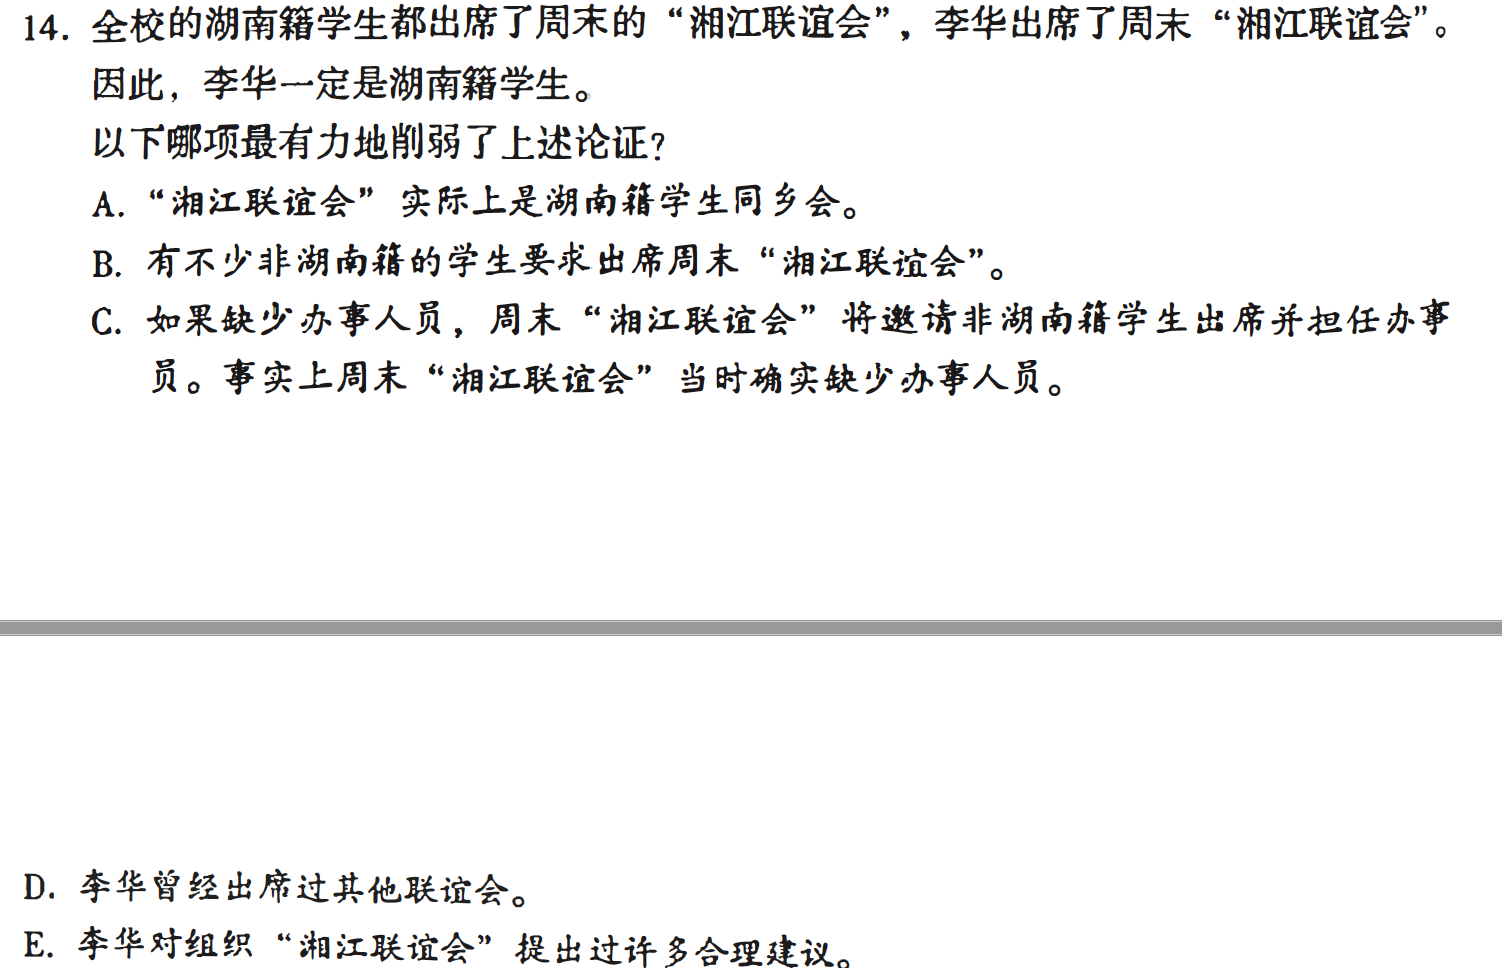 14. 全校的湖南籍学生都出席了周末的“湘江联谊会”，李华出席了周末“湘江联谊会”。
因此，李华一定是湖南籍学生。
以下哪项最有力地削弱了上述论证?
A. “湘江联谊会”实际上是湖南籍学生同乡会。
B. 有不少非湖南籍的学生要求出席周末“湘江联谊会”。
C. 如果缺少办事人员，周末“湘江联谊会”将邀请非湖南籍学生出席并担任办事
员。事实上周末“湘江联谊会”当时确实缺少办事人员。
D. 李华曾经出席过其他联谊会。
E. 李华对组织“湘江联谊会”提出过许多合理建议。